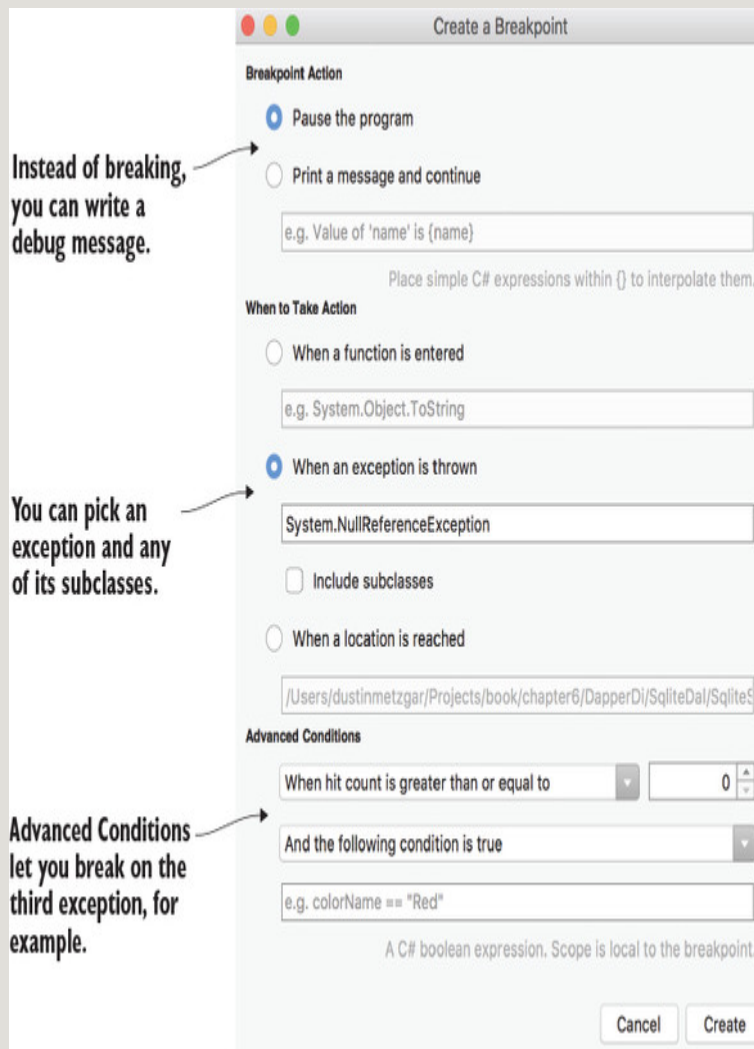 Create a Breakpoint
Breakpoint Action
Pause the program
Instead of breaking,
you can write a
debug message.
Print a message and continue
e.g. Value of 'name' is {name}
Place simple C# expressions within {} to interpolate them.
When to Take Action
When a function is entered
e.g. System.Object.ToString
When an exception is thrown
You can pick an
exception and any
of its subclasses.
System.NullReferenceException
Include subclasses
When a location is reached
/Users/dustinmetzgar/Projects/book/chapter6/DapperDi/SqliteDal/SqliteS
Advanced Conditions
When hit count is greater than or equal to
0
Advanced Conditions
let you break on the
third exception, for
example.
And the following condition is true
e.g. colorName == "Red"
A C# boolean expression. Scope is local to the breakpoint.
Cancel
Create